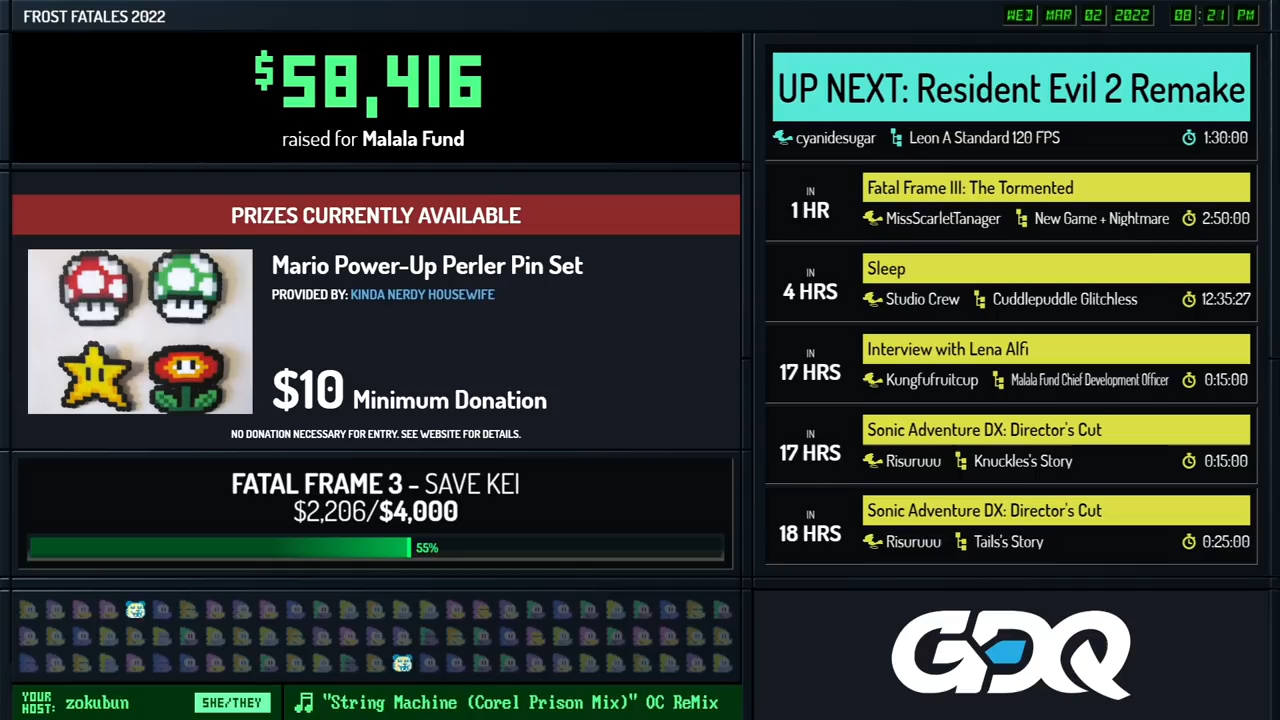 FROST FATALES 2022
WED MAR 02 2022 08:21 PM
$58,416
raised for Malala Fund
PRIZES CURRENTLY AVAILABLE
Mario Power-Up Perler Pin Set
PROVIDED BY: KINDA NERDY HOUSEWIFE
$10 Minimum Donation
NO DONATION NECESSARY FOR ENTRY. SEE WEBSITE FOR DETAILS.
FATAL FRAME 3 - SAVE KEI
$2,206/$4,000
55%
YOUR HOST: zokubun SHE/THEY "String Machine (Corel Prison Mix)" OC ReMix
UP NEXT: Resident Evil 2 Remake
cyanidesugar Leon A Standard 120 FPS 1:30:00
IN 1 HR
Fatal Frame III: The Tormented
MissScarletTanager New Game + Nightmare 2:50:00
IN 4 HRS
Sleep
Studio Crew Cuddlepuddle Glitchless 12:35:27
IN 17 HRS
Interview with Lena Alfi
Kungfufruitcup Malala Fund Chief Development Officer 0:15:00
IN 17 HRS
Sonic Adventure DX: Director's Cut
Risuruuu Knuckles's Story 0:15:00
IN 18 HRS
Sonic Adventure DX: Director's Cut
Risuruuu Tails's Story 0:25:00
GDQ